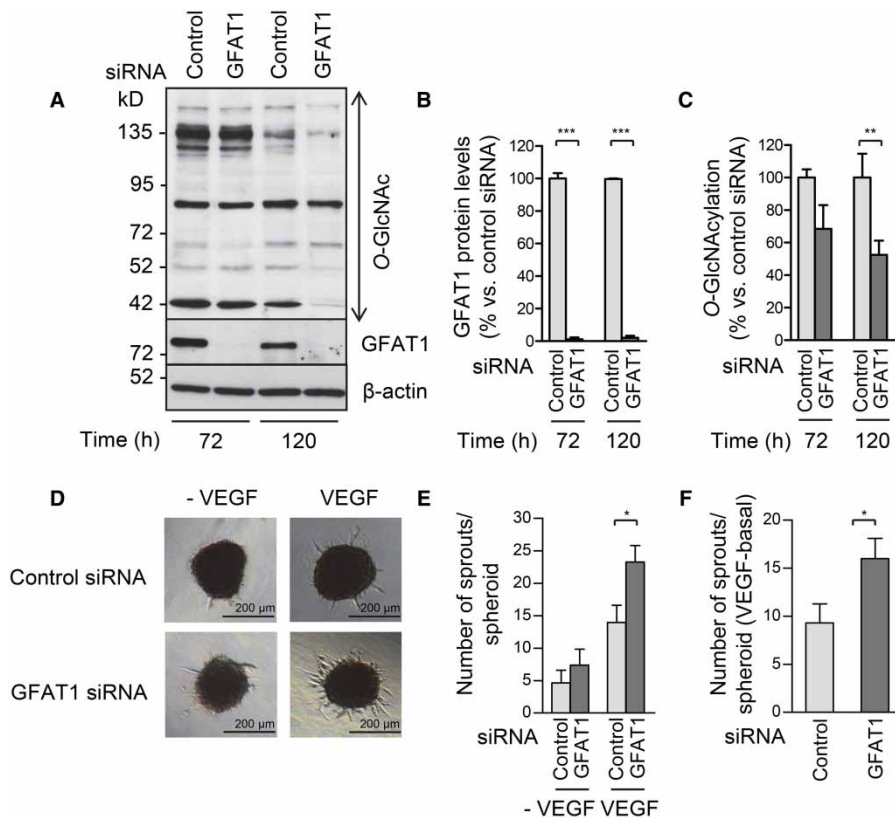 siRNA Control GFAT1 Control GFAT1
A
kD
135
95
72
52
42
72
52
O-GlcNAc
GFAT1
β-actin
Time (h) 72 120
B
GFAT1 protein levels
(% vs. control siRNA)
120
100
80
60
40
20
0
*** ***
siRNA Control GFAT1 Control GFAT1
Time (h) 72 120
C
O-GlcNAcylation
(% vs. control siRNA)
120
100
80
60
40
20
0
**
siRNA Control GFAT1 Control GFAT1
Time (h) 72 120
D
- VEGF VEGF
Control siRNA
200 µm 200 µm
GFAT1 siRNA
200 µm 200 µm
E
Number of sprouts/
spheroid
30
25
20
15
10
5
0
*
siRNA Control GFAT1 Control GFAT1
- VEGF VEGF
F
Number of sprouts/
spheroid (VEGF-basal)
20
15
10
5
0
*
siRNA Control GFAT1